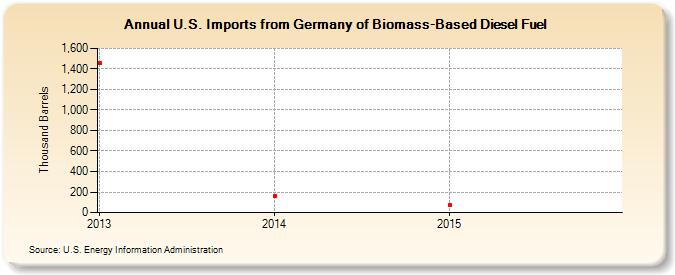 Annual U.S. Imports from Germany of Biomass-Based Diesel Fuel
Thousand Barrels
1,600
1,400
1,200
1,000
800
600
400
200
0
2013 2014 2015
Source: U.S. Energy Information Administration